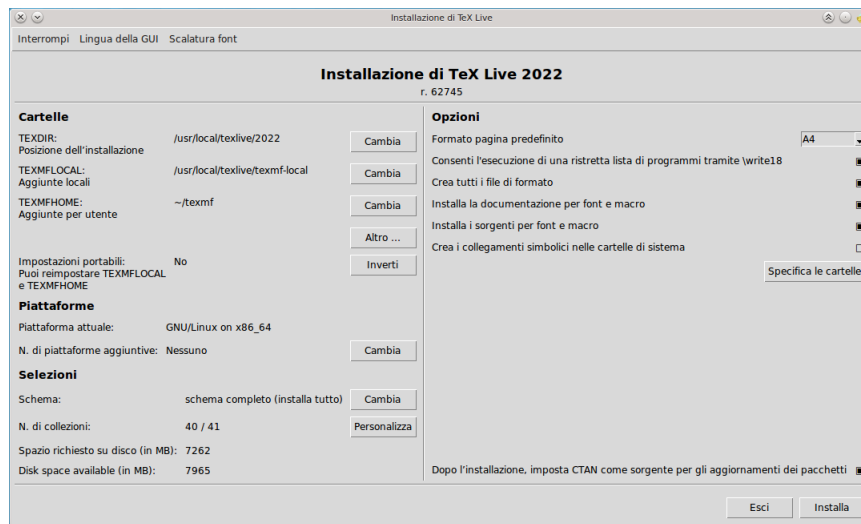 Installazione di TeX Live
Interrompi Lingua della GUI Scalatura font
Installazione di TeX Live 2022
r. 62745
Cartelle
TEXDIR: /usr/local/texlive/2022 Cambia
Posizione dell'installazione
TEXMFLOCAL: /usr/local/texlive/texmf-local Cambia
Aggiunte locali
TEXMFHOME: ~/texmf Cambia
Aggiunte per utente
Altro ...
Impostazioni portabili: No Inverti
Puoi reimpostare TEXMFLOCAL
e TEXMFHOME
Piattaforme
Piattaforma attuale: GNU/Linux on x86_64
N. di piattaforme aggiuntive: Nessuno Cambia
Selezioni
Schema: schema completo (installa tutto) Cambia
N. di collezioni: 40 / 41 Personalizza
Spazio richiesto su disco (in MB): 7262
Disk space available (in MB): 7965
Opzioni
Formato pagina predefinito A4
Consenti l'esecuzione di una ristretta lista di programmi tramite \write18
Crea tutti i file di formato
Installa la documentazione per font e macro
Installa i sorgenti per font e macro
Crea i collegamenti simbolici nelle cartelle di sistema
Specifica le cartelle
Dopo l'installazione, imposta CTAN come sorgente per gli aggiornamenti dei pacchetti
Esci Installa